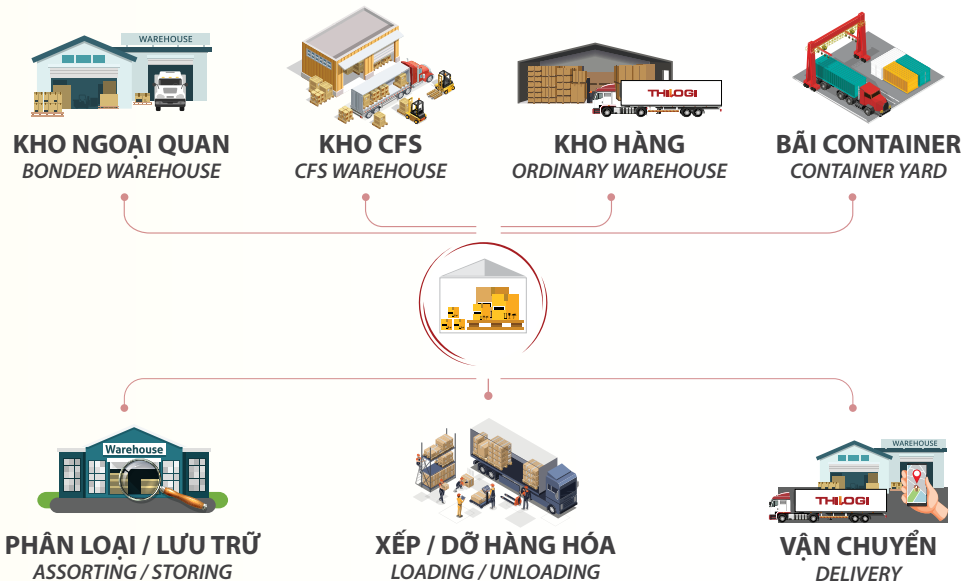 WAREHOUSE
THILOGI
KHO NGOẠI QUAN
BONDED WAREHOUSE
KHO CFS
CFS WAREHOUSE
KHO HÀNG
ORDINARY WAREHOUSE
BÃI CONTAINER
CONTAINER YARD
Warehouse
WAREHOUSE
THILOGI
PHÂN LOẠI / LƯU TRỮ
ASSORTING / STORING
XẾP / DỠ HÀNG HÓA
LOADING / UNLOADING
VẬN CHUYỂN
DELIVERY